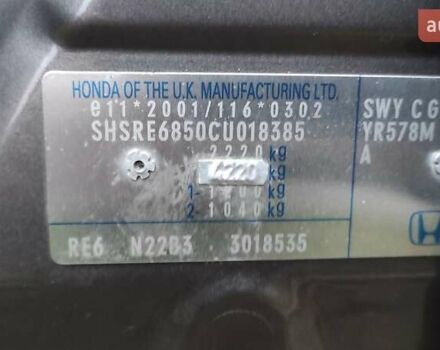 HONDA OF THE U.K. MANUFACTURING LTD.
e11*2001/116*0302
SHSRE6850CU018385
2220 kg
4220 kg
1- kg
2- 1040 kg
RE6 N22B3 3018535
SWY C G
YR578M
A